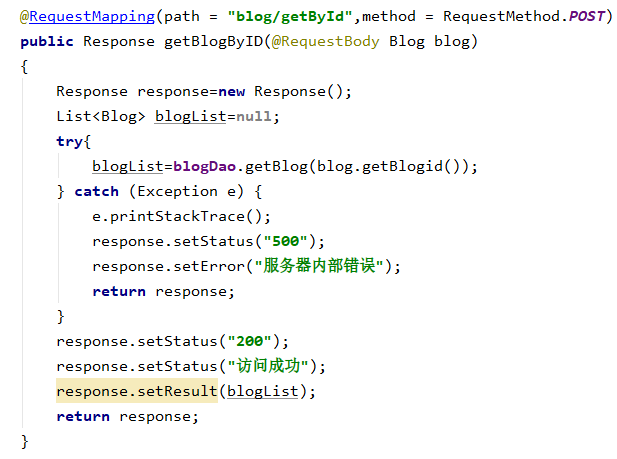 @RequestMapping(path = "blog/getById",method = RequestMethod.POST)
public Response getBlogByID(@RequestBody Blog blog)
{
Response response=new Response();
List<Blog> blogList=null;
try{
blogList=blogDao.getBlog(blog.getBlogid());
} catch (Exception e) {
e.printStackTrace();
response.setStatus("500");
response.setError("服务器内部错误");
return response;
}
response.setStatus("200");
response.setStatus("访问成功");
response.setResult(blogList);
return response;
}